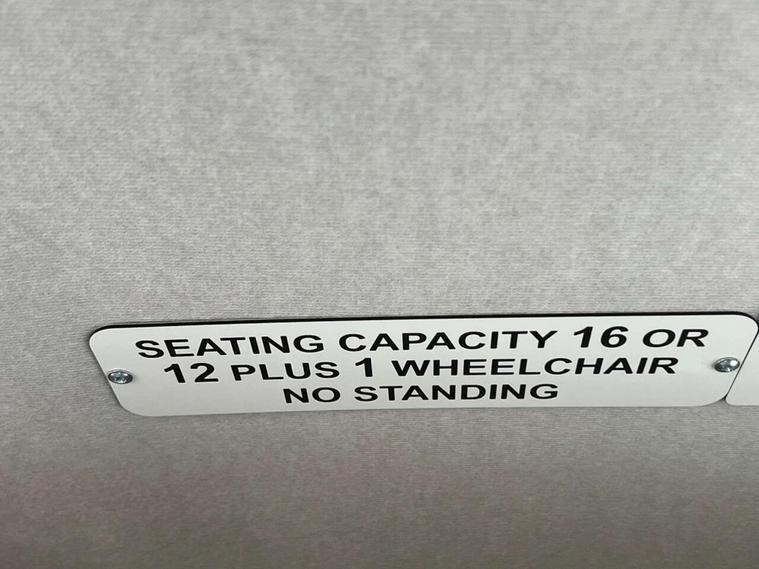 SEATING CAPACITY 16 OR
12 PLUS 1 WHEELCHAIR
NO STANDING